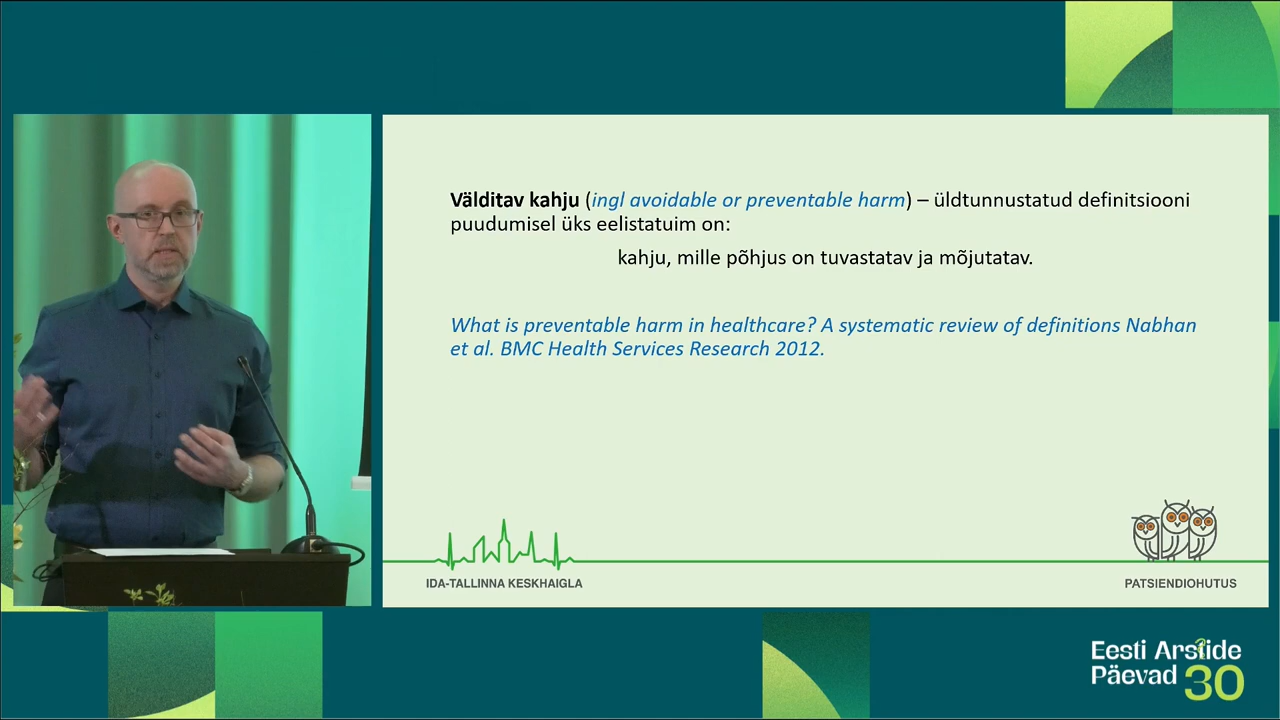 Välditav kahju (ingl avoidable or preventable harm) – üldtunnustatud definitsiooni
puudumisel üks eelistatuim on:
kahju, mille põhjus on tuvastatav ja mõjutatav.
What is preventable harm in healthcare? A systematic review of definitions Nabhan
et al. BMC Health Services Research 2012.
IDA-TALLINNA KESKHAIGLA
PATSIENDIOHUTUS
Eesti Arstide
Päevad 30